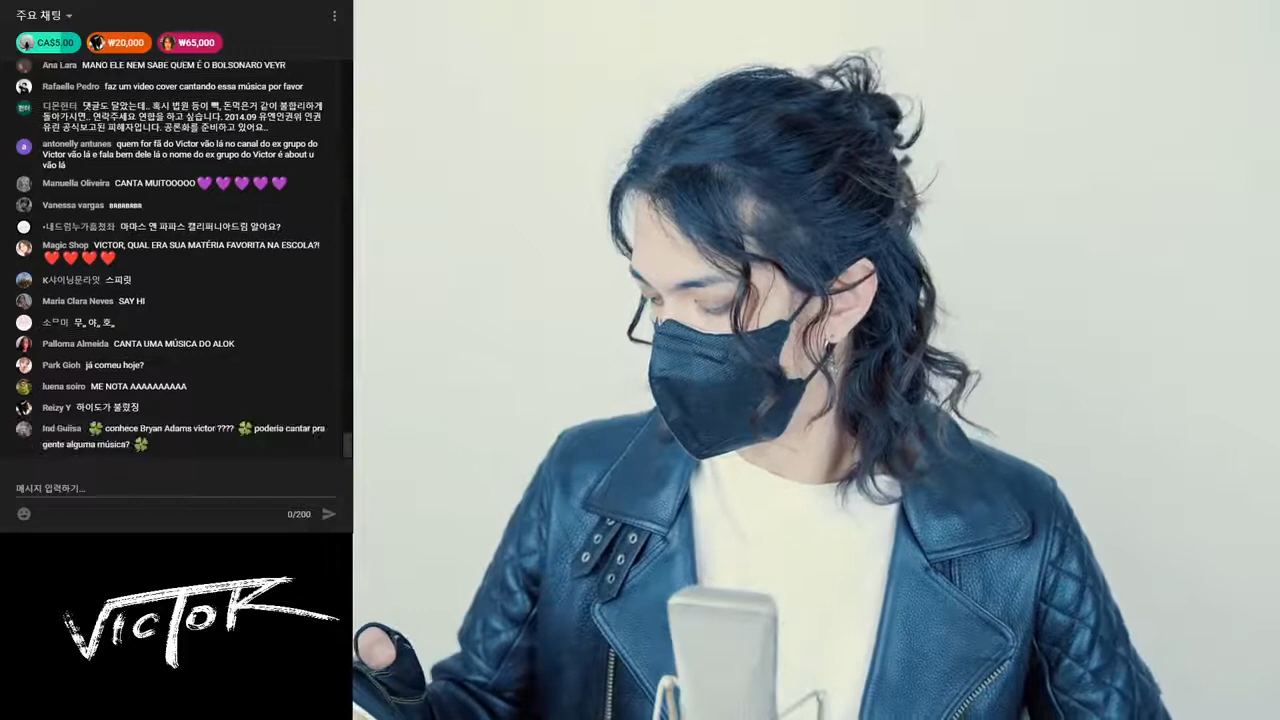 주요 채팅
CA$5.00 ₩20,000 ₩65,000
Ana Lara MANO ELE NEM SABE QUEM É O BOLSONARO VEYR
Rafaelle Pedro faz um video cover cantando essa música por favor
디몬헌터 댓글도 달았는데.. 혹시 법원 등이 빽, 돈먹은거 같이 불합리하게
돌아가시면.. 연락주세요 연합을 하고 싶습니다. 2014.09 유엔인권위 인권
유린 공식보고된 피해자입니다. 공론화를 준비하고 있어요..
antonelly antunes quem for fã do Victor vão lá no canal do ex grupo do
Victor vão lá e fala bem dele lá o nome do ex grupo do Victor é about u
vão lá
Manuella Oliveira CANTA MUITOOOOO💜💜💜💜💜
Vanessa vargas
•내드럼누가훔쳤좌 마마스 앤 파파스 캘리퍼니아드림 알아요?
Magic Shop VICTOR, QUAL ERA SUA MATÉRIA FAVORITA NA ESCOLA?!
❤️❤️❤️❤️
K샤이닝문라잇 스피릿
Maria Clara Neves SAY HI
소ㅁ미 무,, 야,, 호,,
Palloma Almeida CANTA UMA MÚSICA DO ALOK
Park Gioh já comeu hoje?
luena soiro ME NOTA AAAAAAAAAA
Reizy Y 하이도가 불렀징
Ind Guiisa 🍀 conhece Bryan Adams victor ???? 🍀 poderia cantar pra
gente alguma música? 🍀
메시지 입력하기...
0/200
VICTOR